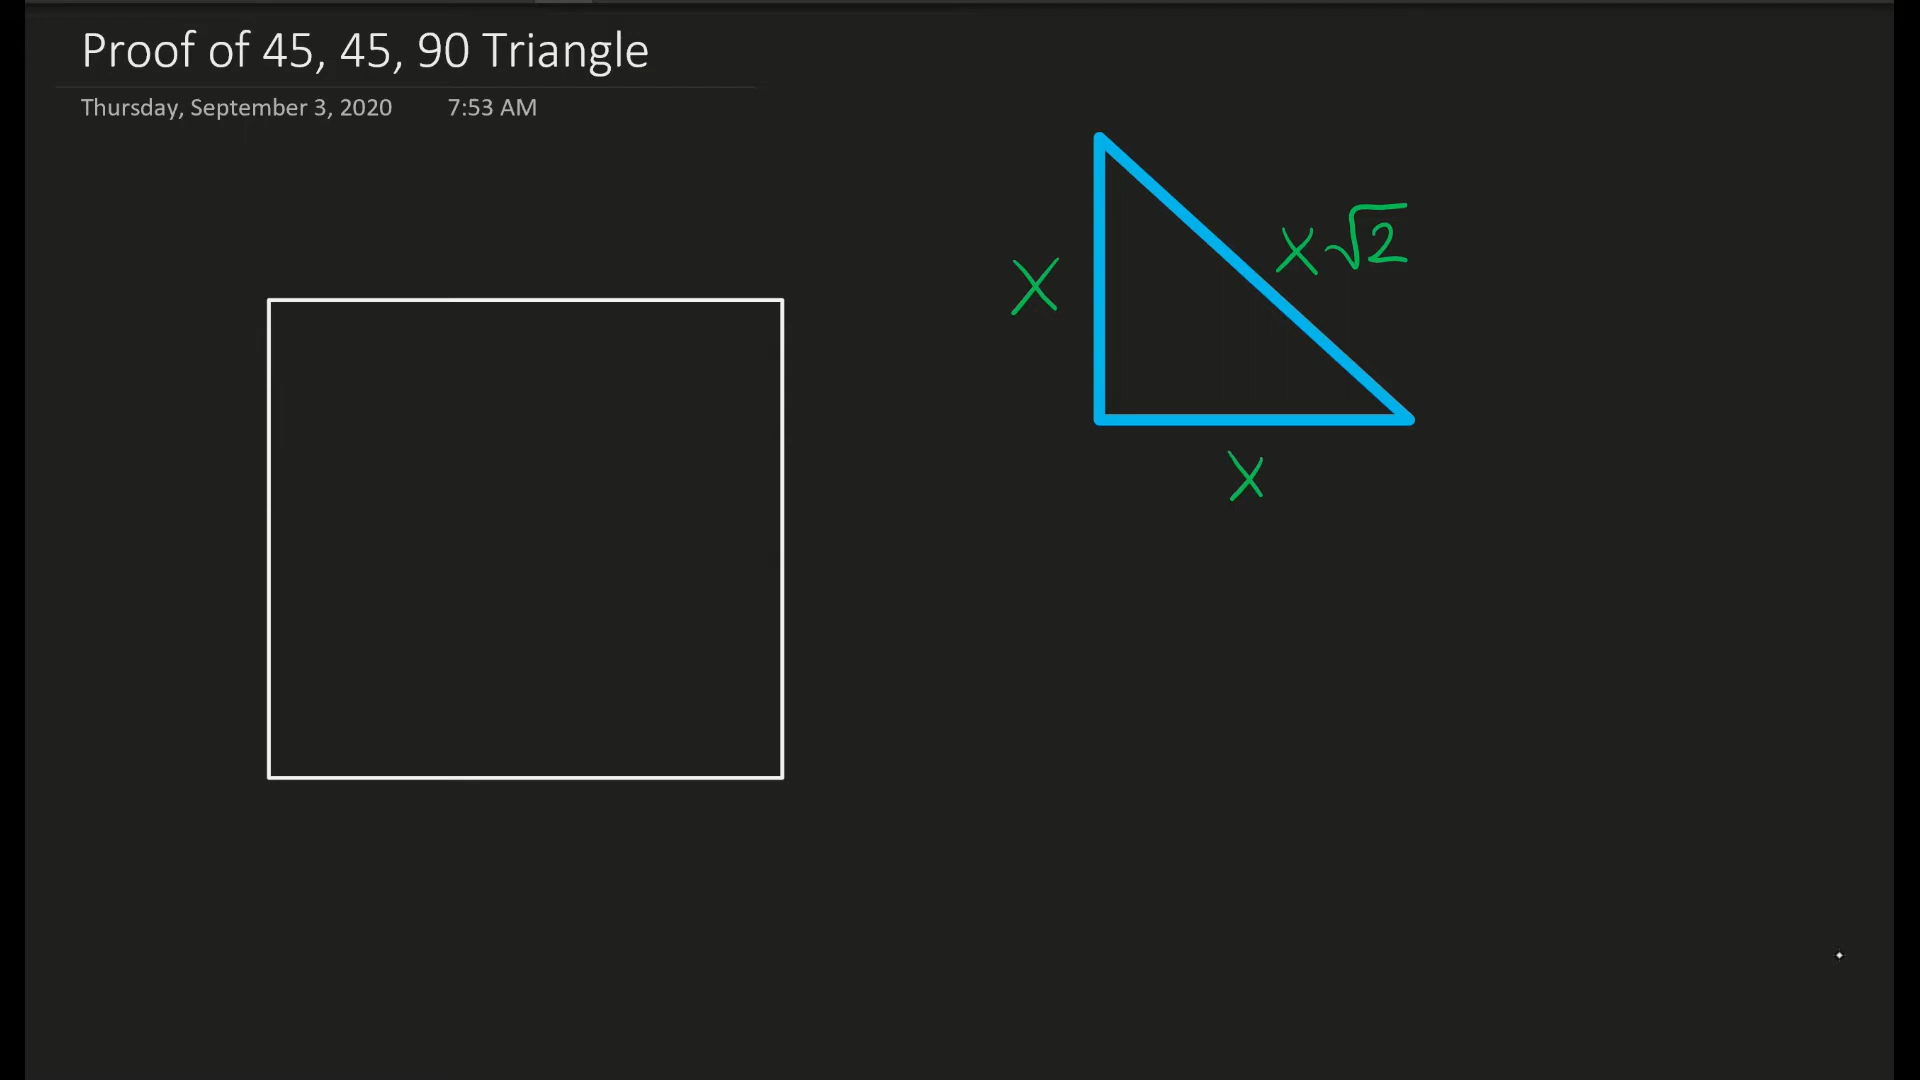 Proof of 45, 45, 90 Triangle
Thursday, September 3, 2020 7:53 AM
x√2
x
x